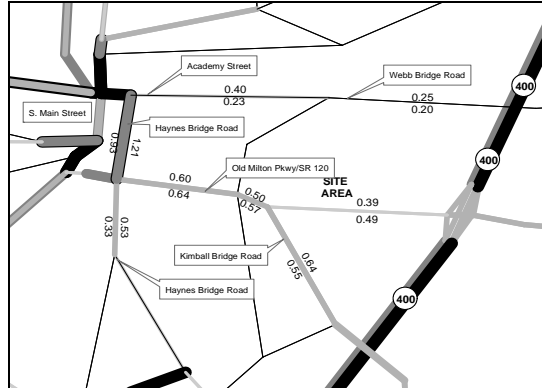 Academy Street
0.40
0.23
Webb Bridge Road
0.25
0.20
400
S. Main Street
Haynes Bridge Road
0.93
1.21
400
Old Milton Pkwy/SR 120
0.60
0.64
0.50
0.57
SITE
AREA
0.39
0.49
0.33
0.53
Kimball Bridge Road
0.64
0.55
Haynes Bridge Road
400